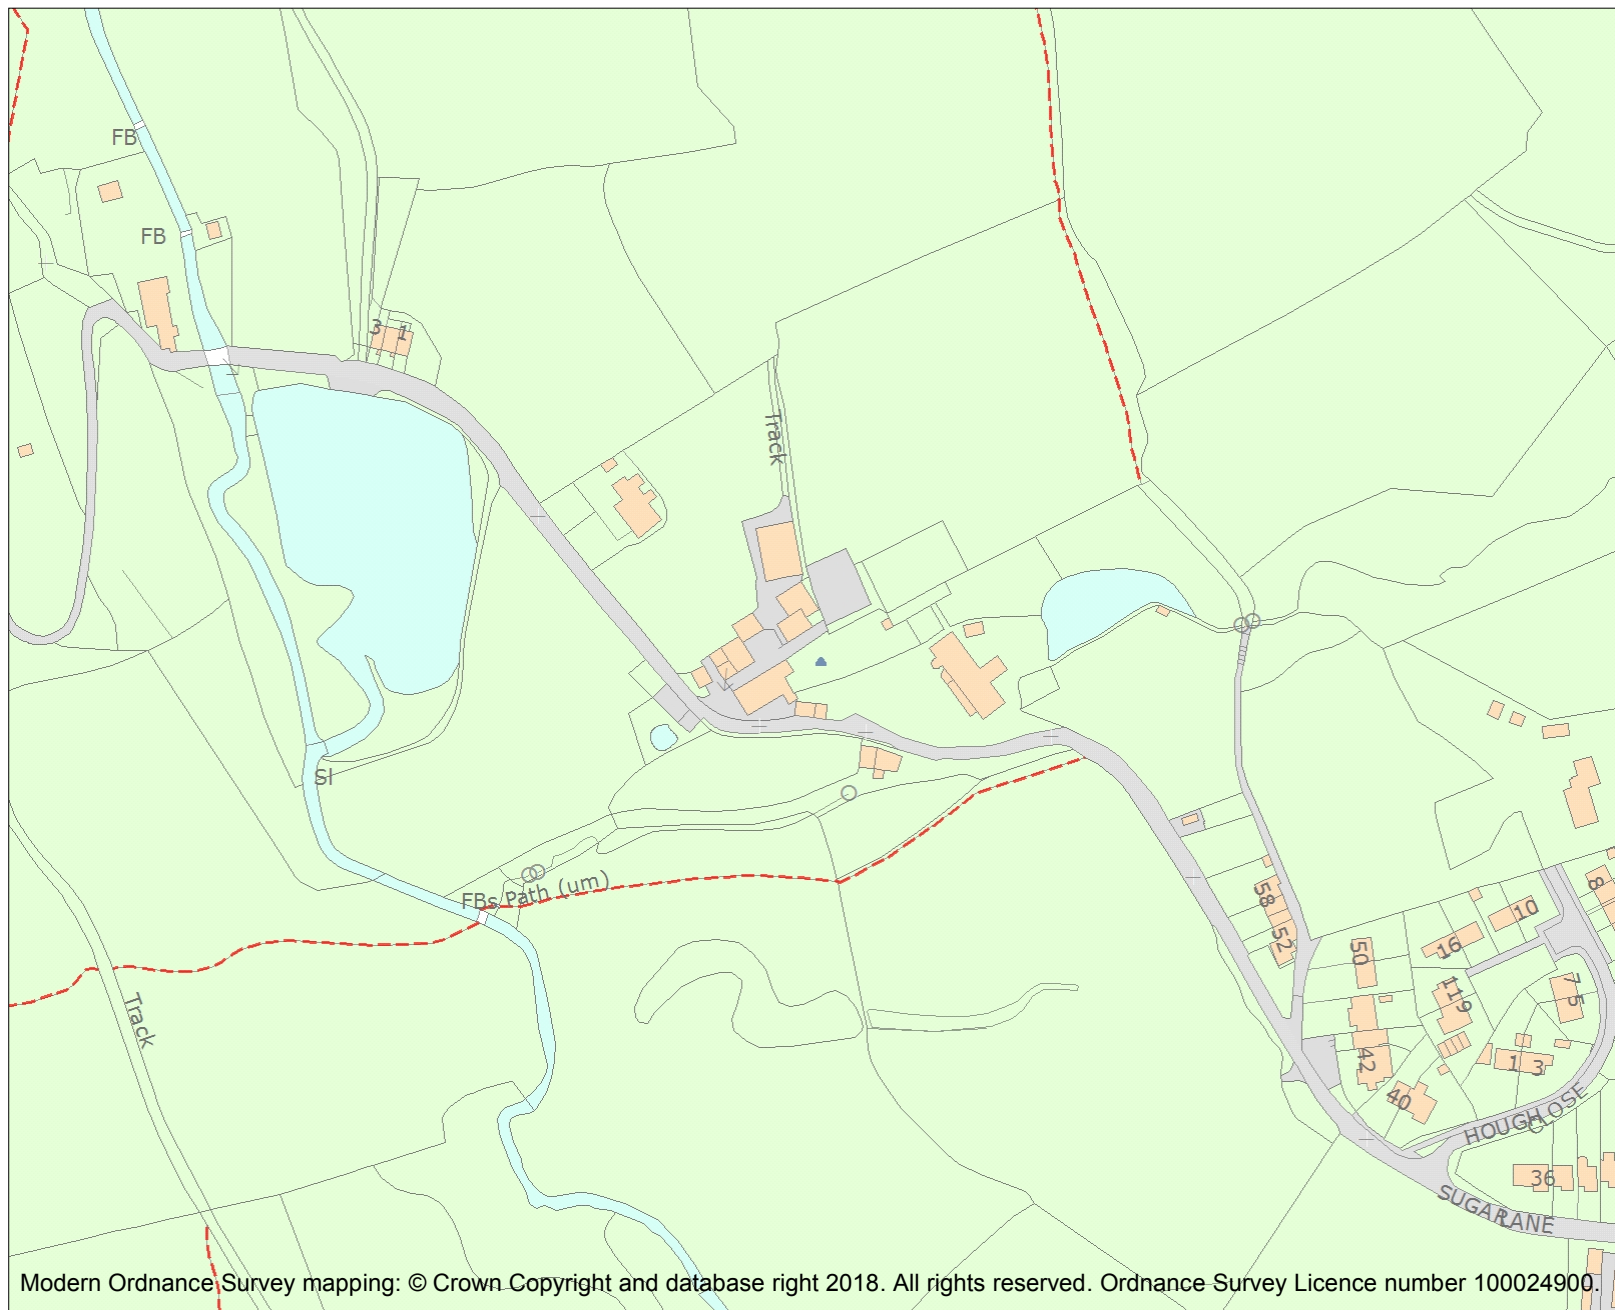 FB
FB
3 1
Track
Sl
FBs Path (um)
Track
58
52
50
42
40
16
10
8
11 9
7 5
1 3
HOUGH CLOSE
36
SUGAR LANE
Modern Ordnance Survey mapping: © Crown Copyright and database right 2018. All rights reserved. Ordnance Survey Licence number 100024900.